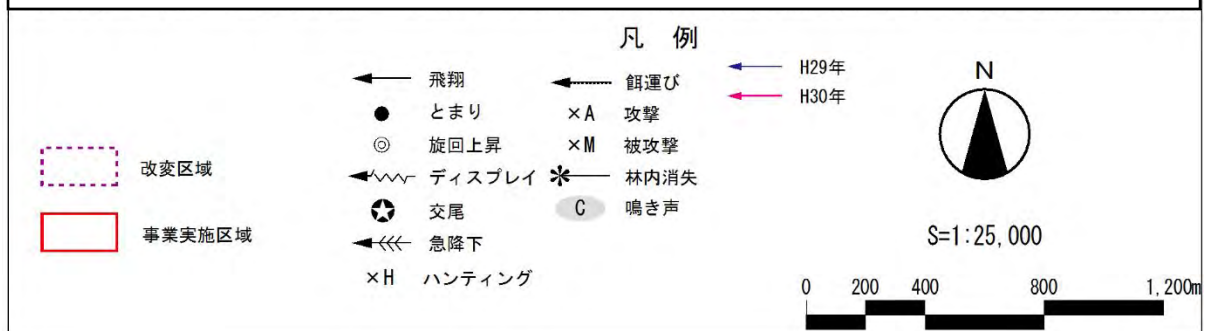 凡 例
改変区域
事業実施区域
飛翔
とまり
旋回上昇
ディスプレイ
交尾
急降下
×H ハンティング
餌運び
×A 攻撃
×M 被攻撃
林内消失
C 鳴き声
H29年
H30年
N
S=1:25,000
0 200 400 800 1,200m